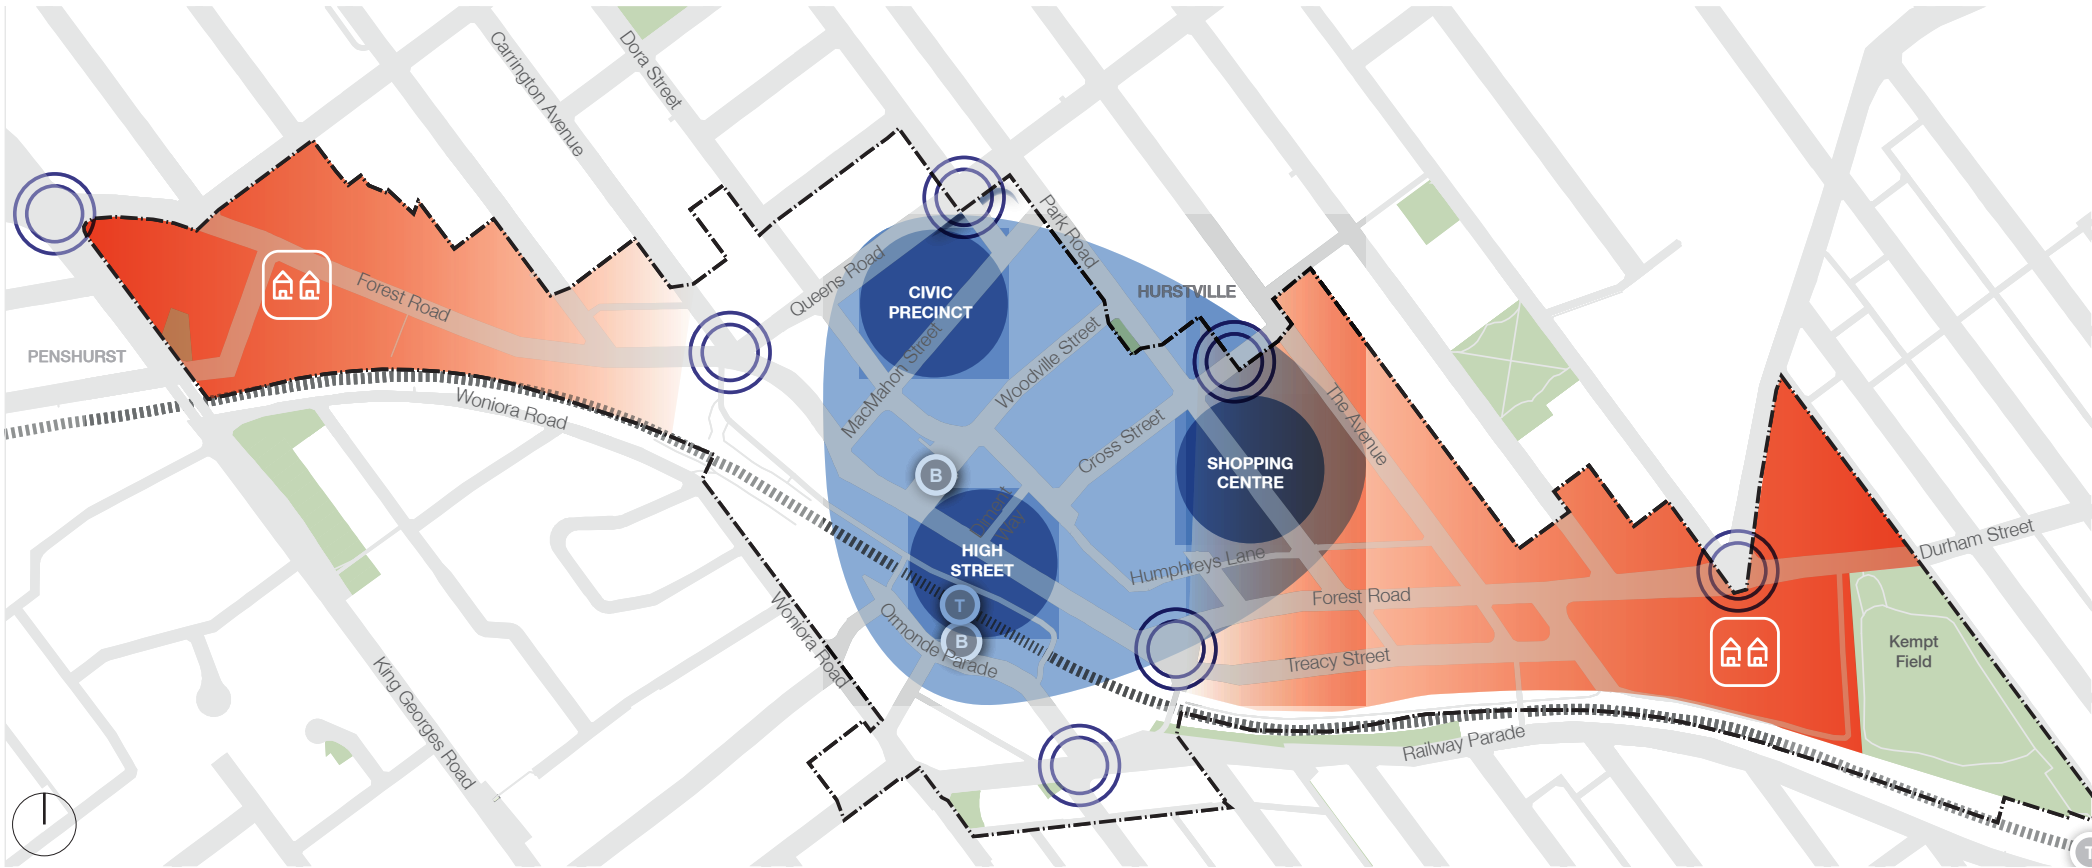 Carrington Avenue
Dora Street
Park Road
Queens Road
HURSTVILLE
CIVIC
PRECINCT
Forest Road
PENSHURST
MacMahon Street
Woodville Street
The Avenue
Woniora Road
Cross Street
SHOPPING
CENTRE
B
Diment
Way
HIGH
STREET
Humphreys Lane
Durham Street
T
Forest Road
B
Ormonde Parade
Woniora Road
Treacy Street
Kempt
Field
King Georges Road
Railway Parade